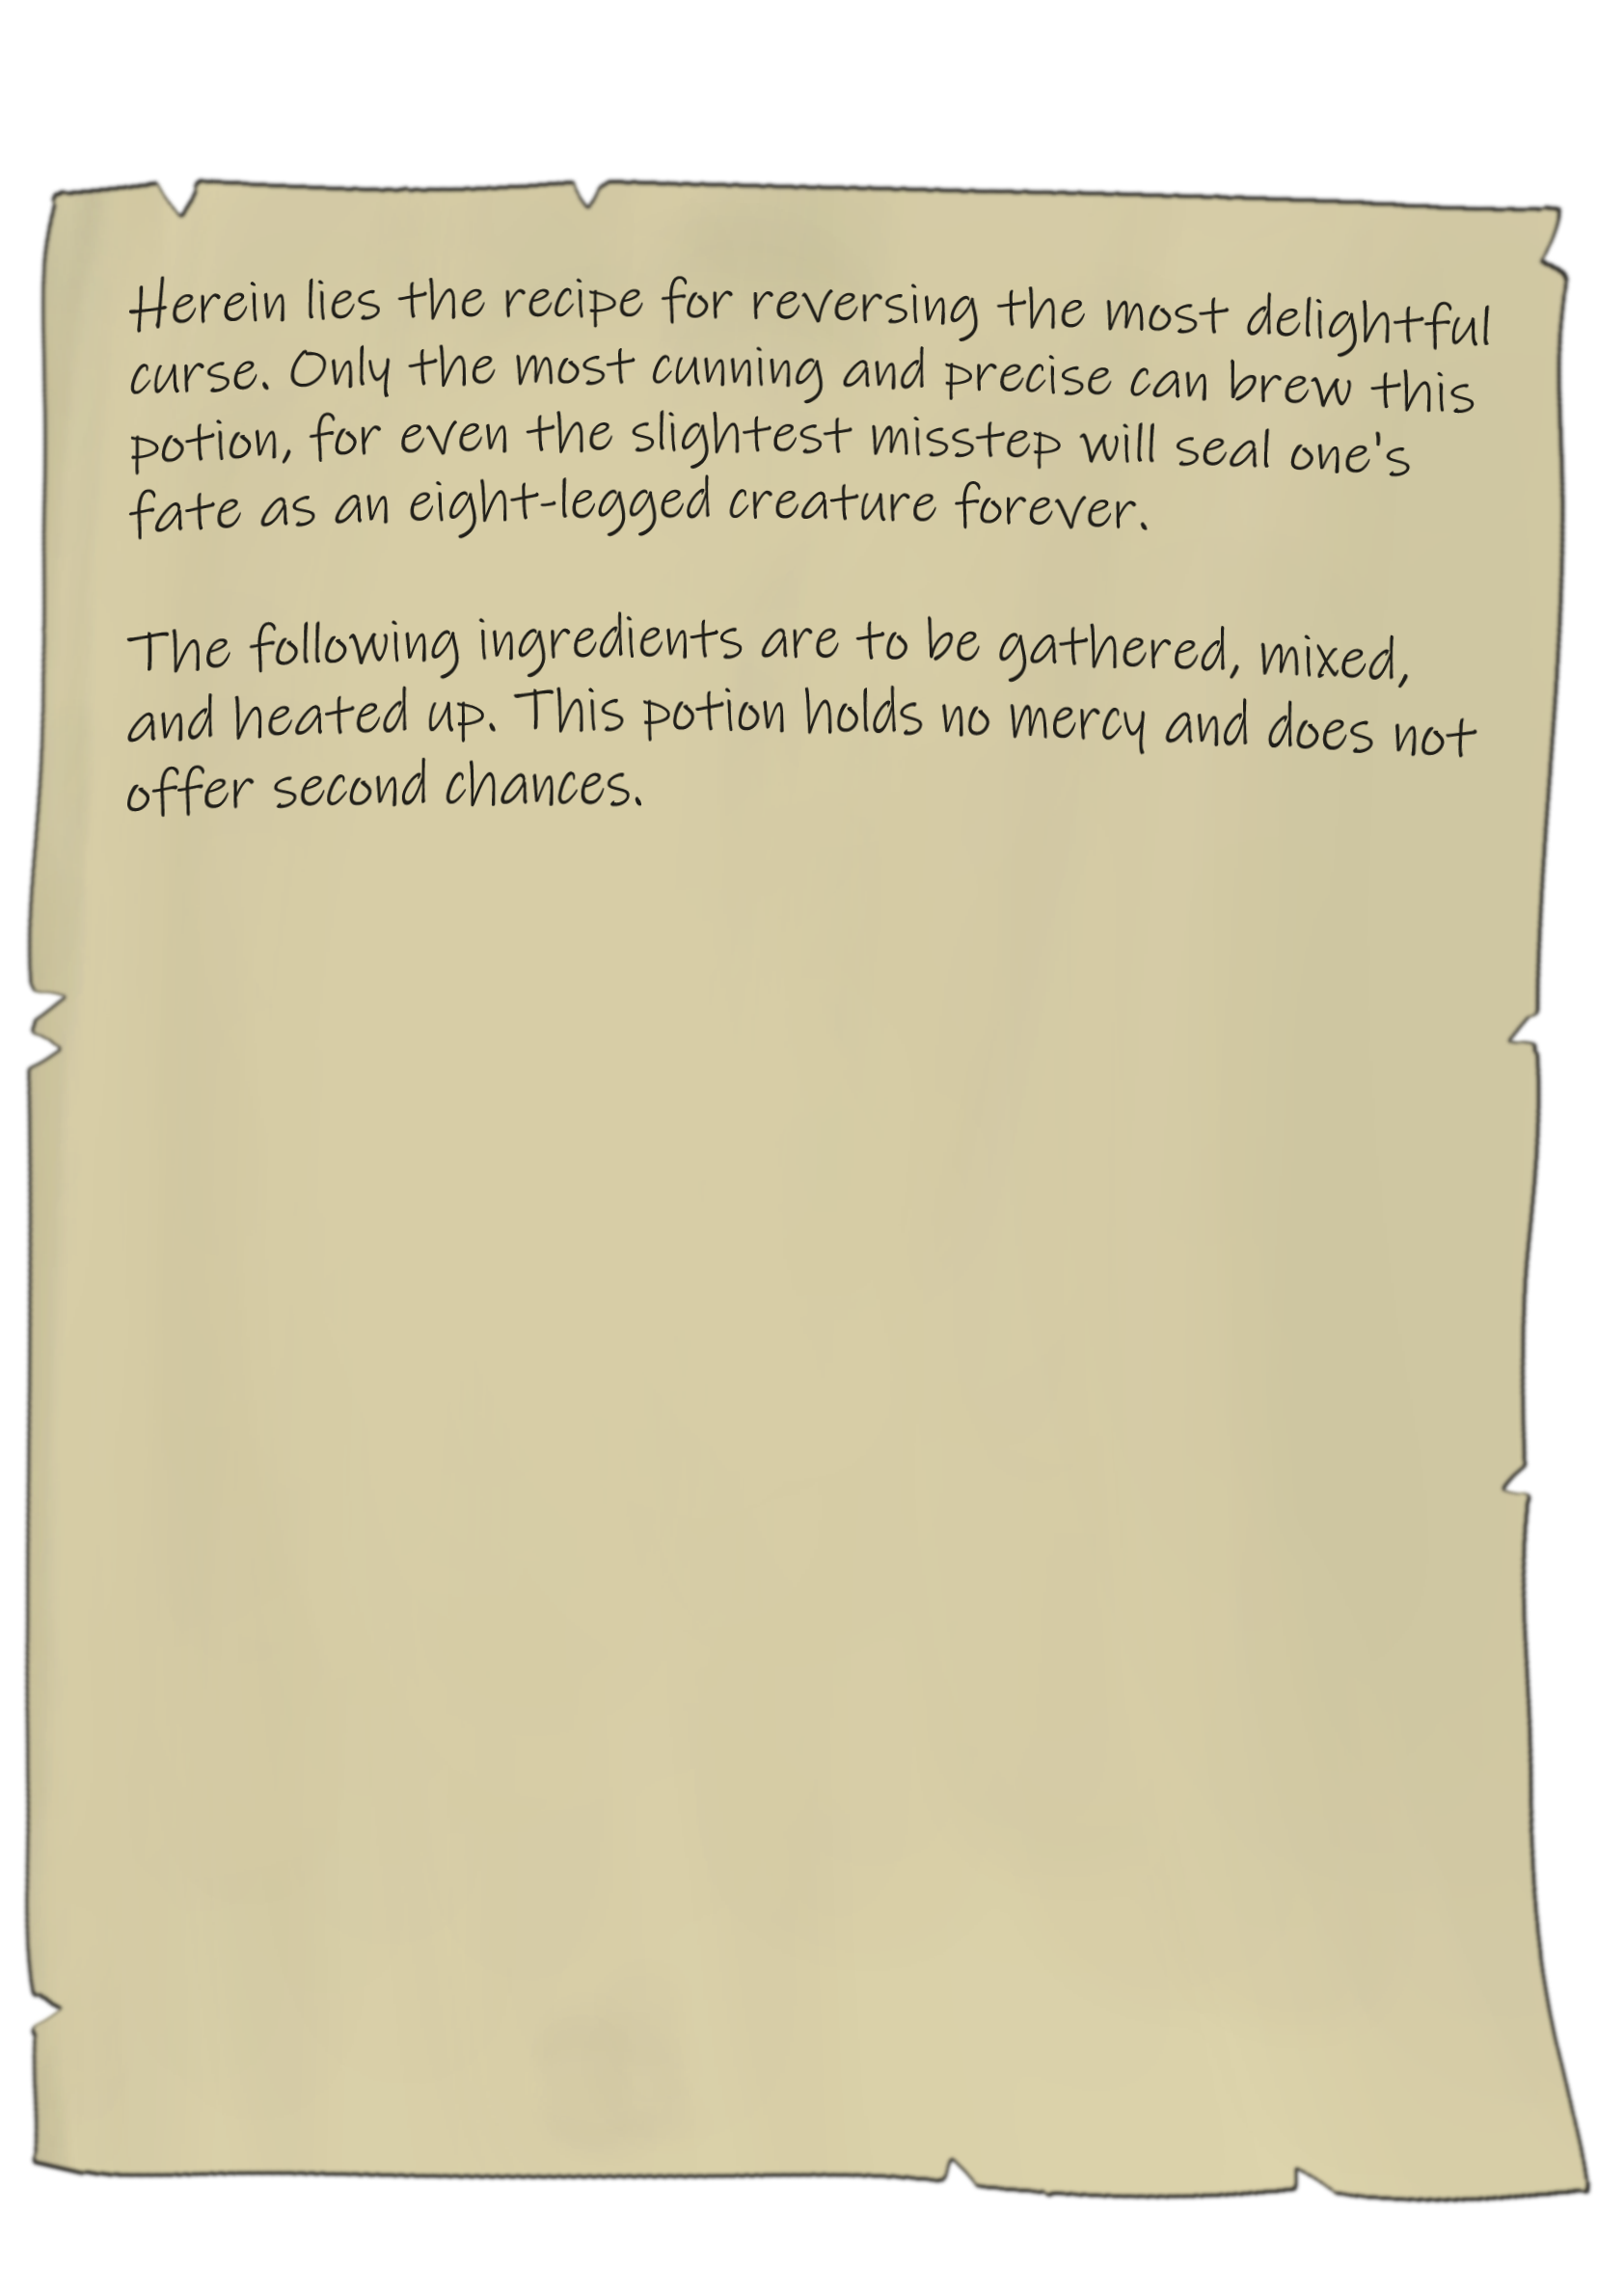 Herein lies the recipe for reversing the most delightful
curse. Only the most cunning and precise can brew this
potion, for even the slightest misstep will seal one's
fate as an eight-legged creature forever.
The following ingredients are to be gathered, mixed,
and heated up. This potion holds no mercy and does not
offer second chances.